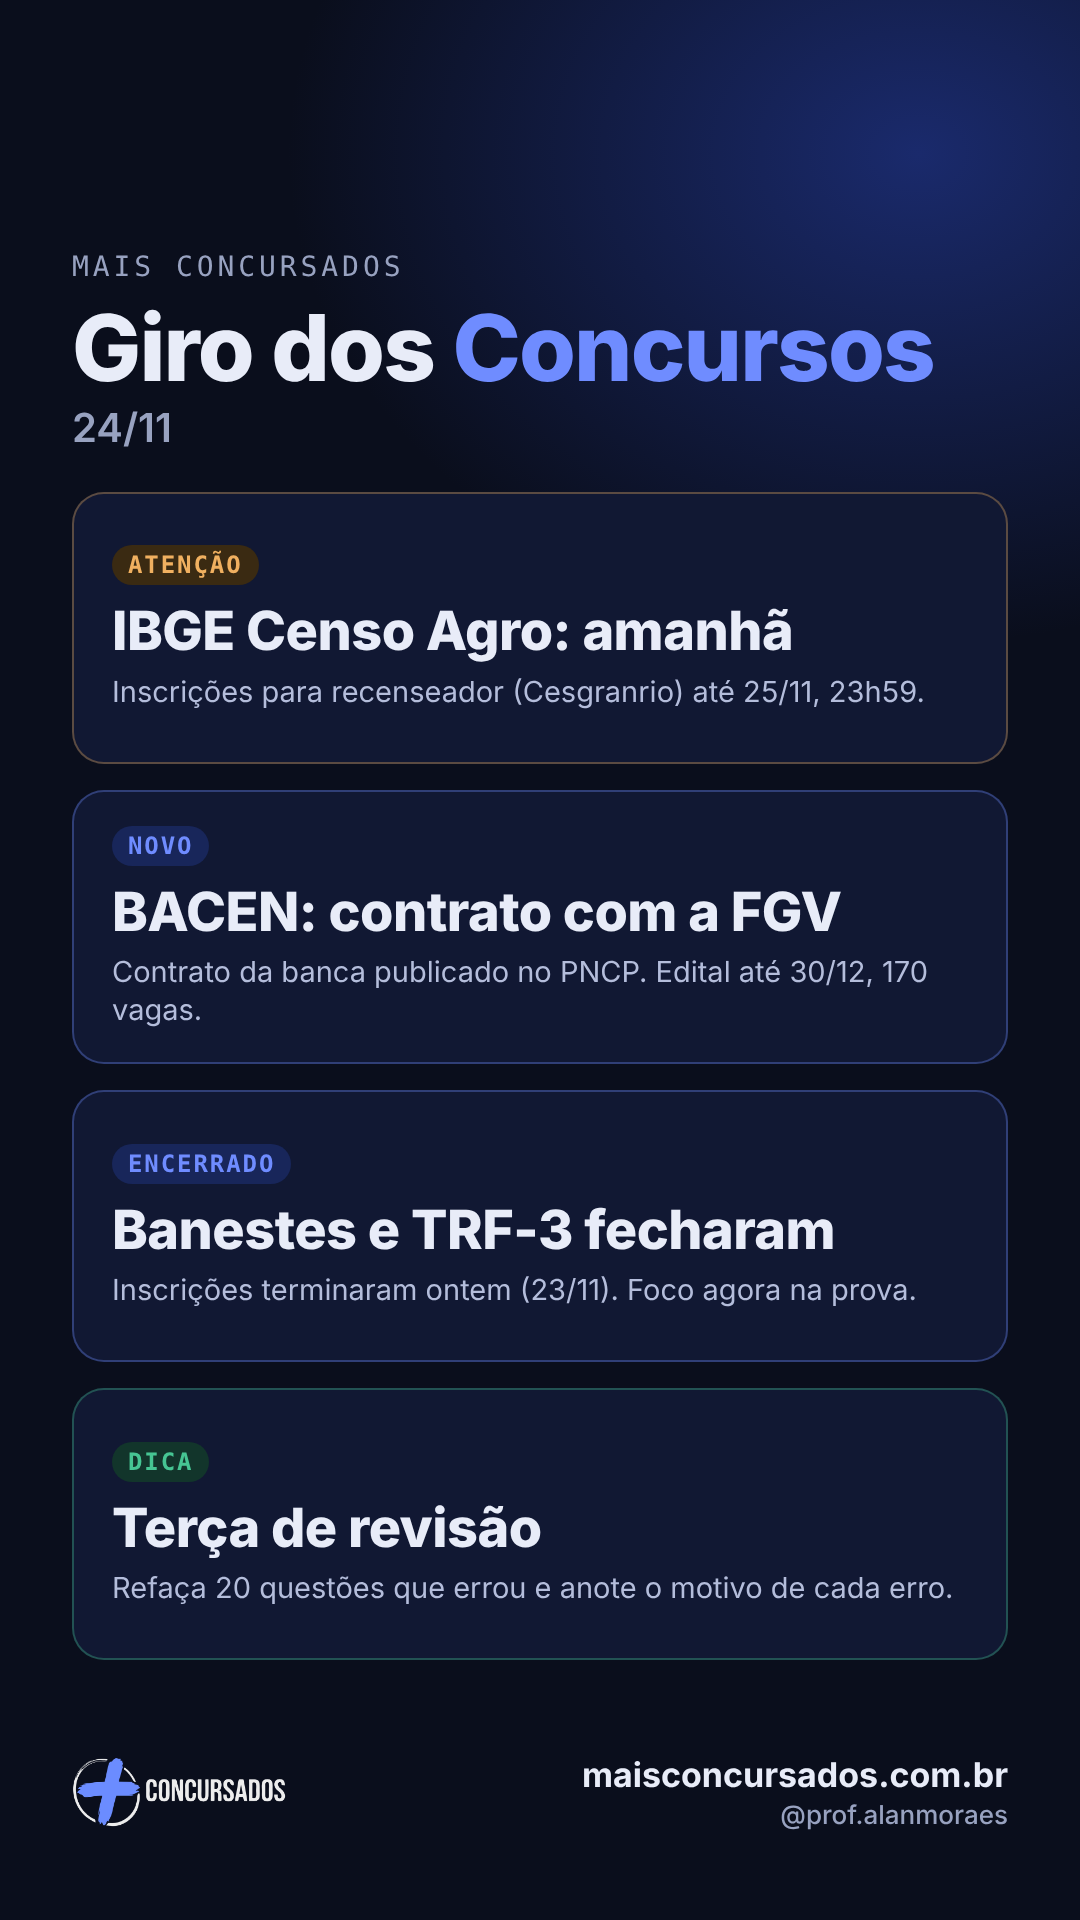 MAIS CONCURSADOS
Giro dos Concursos
24/11
ATENÇÃO
IBGE Censo Agro: amanhã
Inscrições para recenseador (Cesgranrio) até 25/11, 23h59.
NOVO
BACEN: contrato com a FGV
Contrato da banca publicado no PNCP. Edital até 30/12, 170
vagas.
ENCERRADO
Banestes e TRF-3 fecharam
Inscrições terminaram ontem (23/11). Foco agora na prova.
DICA
Terça de revisão
Refaça 20 questões que errou e anote o motivo de cada erro.
CONCURSADOS
maisconcursados.com.br
@prof.alanmoraes